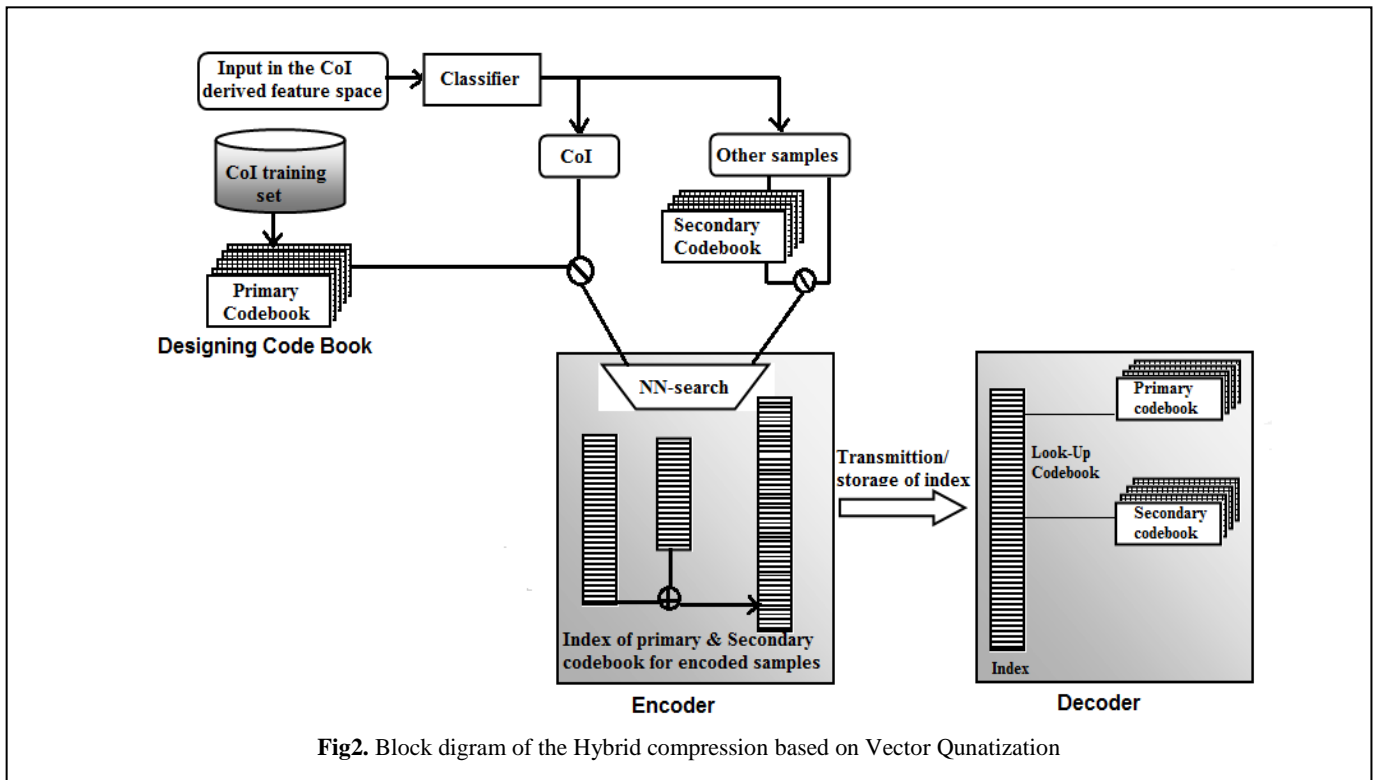 Input in the CoI
derived feature space
Classifier
CoI training
set
CoI
Other samples
Secondary
Codebook
Primary
Codebook
Designing Code Book
NN-search
Index of primary & Secondary
codebook for encoded samples
Encoder
Transmittion/
storage of index
Primary
codebook
Look-Up
Codebook
Secondary
codebook
Index
Decoder
Fig2. Block digram of the Hybrid compression based on Vector Qunatization